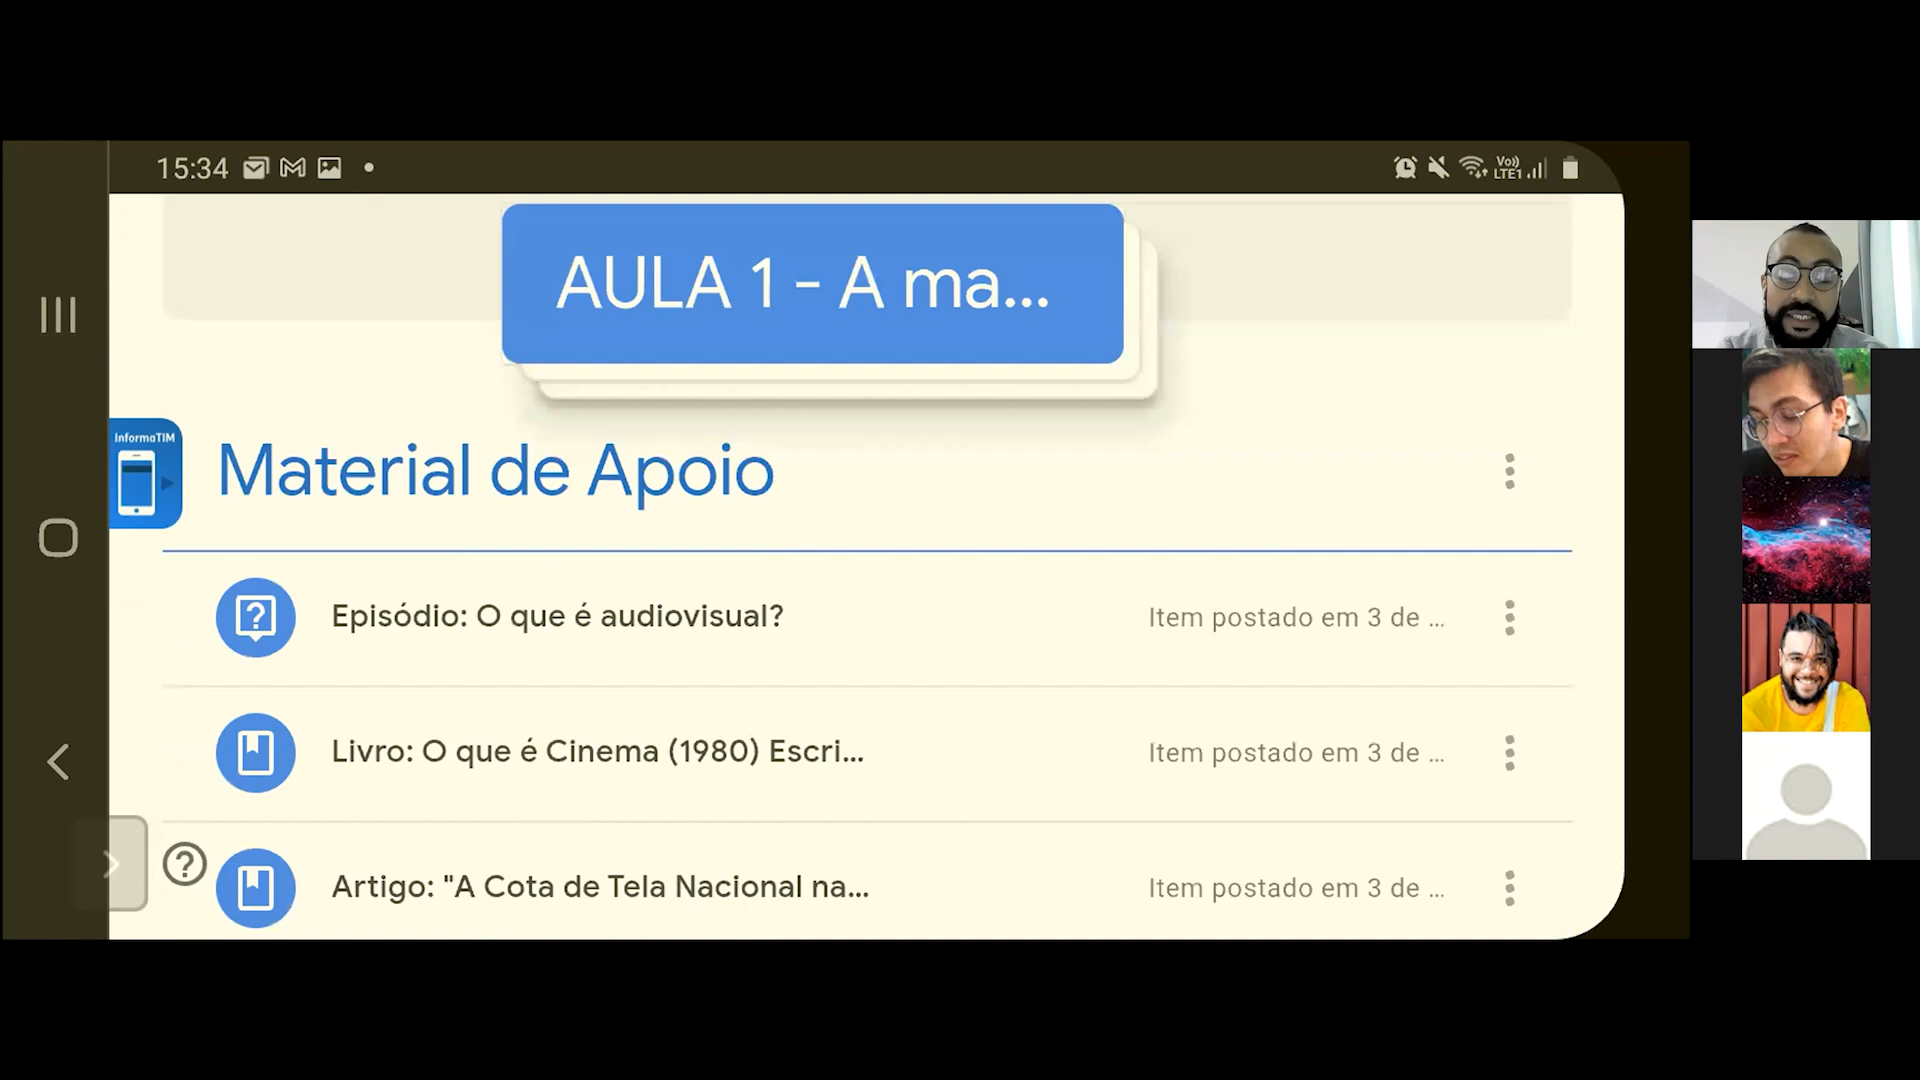 15:34
Vo))
LTE1
AULA 1 - A ma...
InformaTIM
Material de Apoio
Episódio: O que é audiovisual?
Item postado em 3 de ...
Livro: O que é Cinema (1980) Escri...
Item postado em 3 de ...
Artigo: "A Cota de Tela Nacional na...
Item postado em 3 de ...